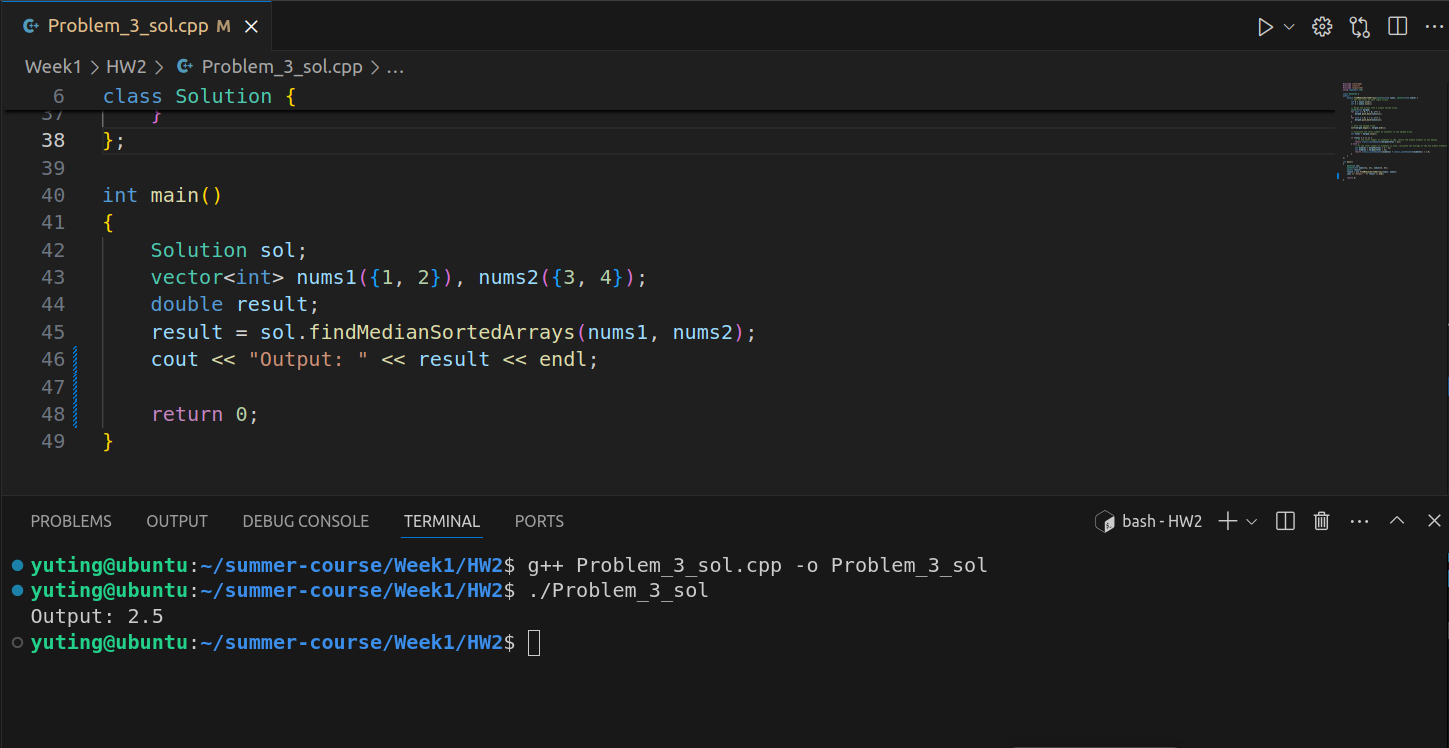 Problem_3_sol.cpp M
Week1 > HW2 > Problem_3_sol.cpp > ...
6 class Solution {
37 }
38 };
39
40 int main()
41 {
42 Solution sol;
43 vector<int> nums1({1, 2}), nums2({3, 4});
44 double result;
45 result = sol.findMedianSortedArrays(nums1, nums2);
46 cout << "Output: " << result << endl;
47
48 return 0;
49 }
PROBLEMS OUTPUT DEBUG CONSOLE TERMINAL PORTS bash - HW2
yuting@ubuntu:~/summer-course/Week1/HW2$ g++ Problem_3_sol.cpp -o Problem_3_sol
yuting@ubuntu:~/summer-course/Week1/HW2$ ./Problem_3_sol
Output: 2.5
yuting@ubuntu:~/summer-course/Week1/HW2$